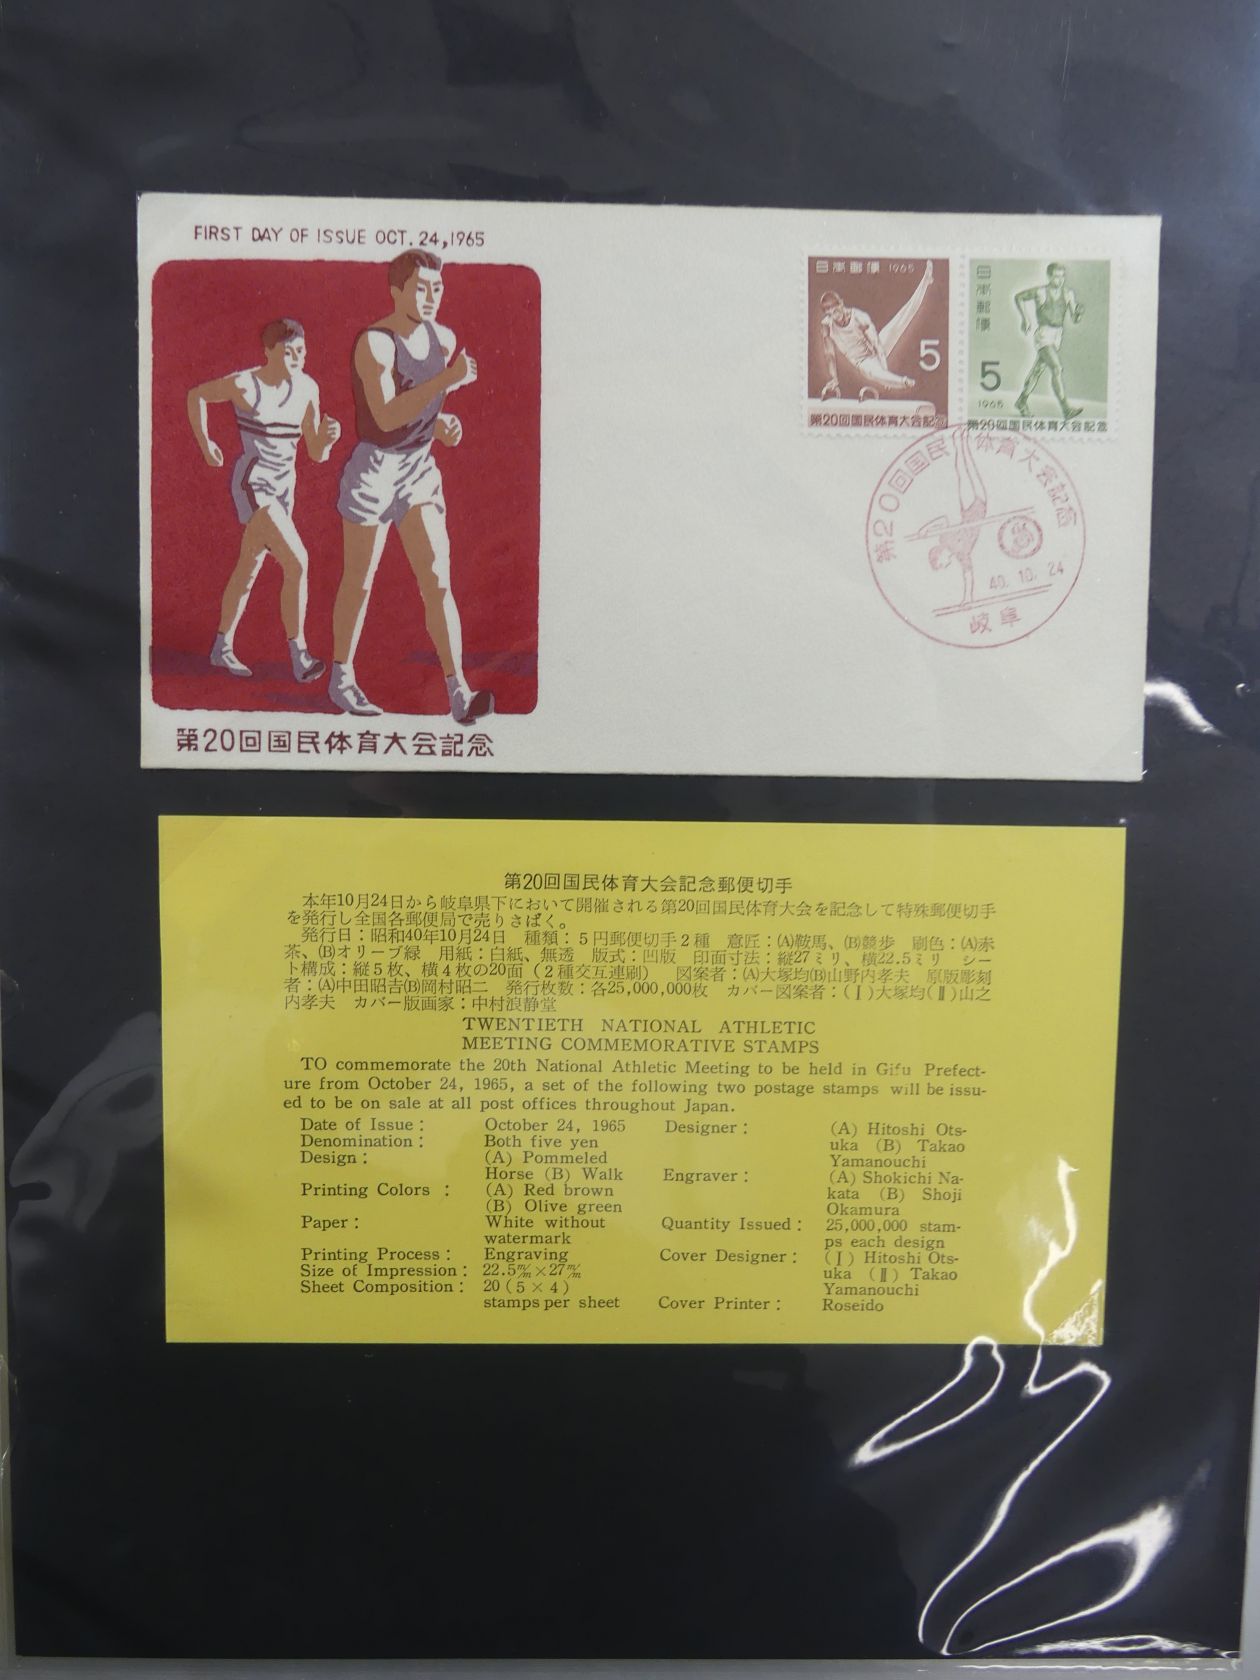 FIRST DAY OF ISSUE OCT. 24, 1965
日本郵便 1965
5
第20回国民体育大会記念
日本郵便
5
1965
第20回国民体育大会記念
第20回国民体育大会記念
40. 10. 24
岐阜
第20回国民体育大会記念
第20回国民体育大会記念郵便切手
本年10月24日から岐阜県下において開催される第20回国民体育大会を記念して特殊郵便切手
を発行し全国各郵便局で売りさばく。
発行日：昭和40年10月24日 種類：5円郵便切手2種 意匠：(A)鞍馬、(B)競歩 刷色：(A)赤
茶、(B)オリーブ緑 用紙：白紙、無透 版式：凹版 印面寸法：縦27ミリ、横22.5ミリ シー
ト構成：縦5枚、横4枚の20面（2種交互連刷） 図案者：(A)大塚均(B)山野内孝夫 原版彫刻
者：(A)中田昭吉(B)岡村昭二 発行枚数：各25,000,000枚 カバー図案者：(Ⅰ)大塚均(Ⅱ)山之
内孝夫 カバー版画家：中村浪静堂
TWENTIETH NATIONAL ATHLETIC
MEETING COMMEMORATIVE STAMPS
TO commemorate the 20th National Athletic Meeting to be held in Gifu Prefect-
ure from October 24, 1965, a set of the following two postage stamps will be issu-
ed to be on sale at all post offices throughout Japan.
Date of Issue : October 24, 1965
Denomination : Both five yen
Design : (A) Pommeled
Horse (B) Walk
Printing Colors : (A) Red brown
(B) Olive green
Paper : White without
watermark
Printing Process : Engraving
Size of Impression : 22.5m/m×27m/m
Sheet Composition : 20 (5 × 4)
stamps per sheet
Designer : (A) Hitoshi Ots-
uka (B) Takao
Yamanouchi
Engraver : (A) Shokichi Na-
kata (B) Shoji
Okamura
Quantity Issued : 25,000,000 stam-
ps each design
Cover Designer : (Ⅰ) Hitoshi Ots-
uka (Ⅱ) Takao
Yamanouchi
Cover Printer : Roseido